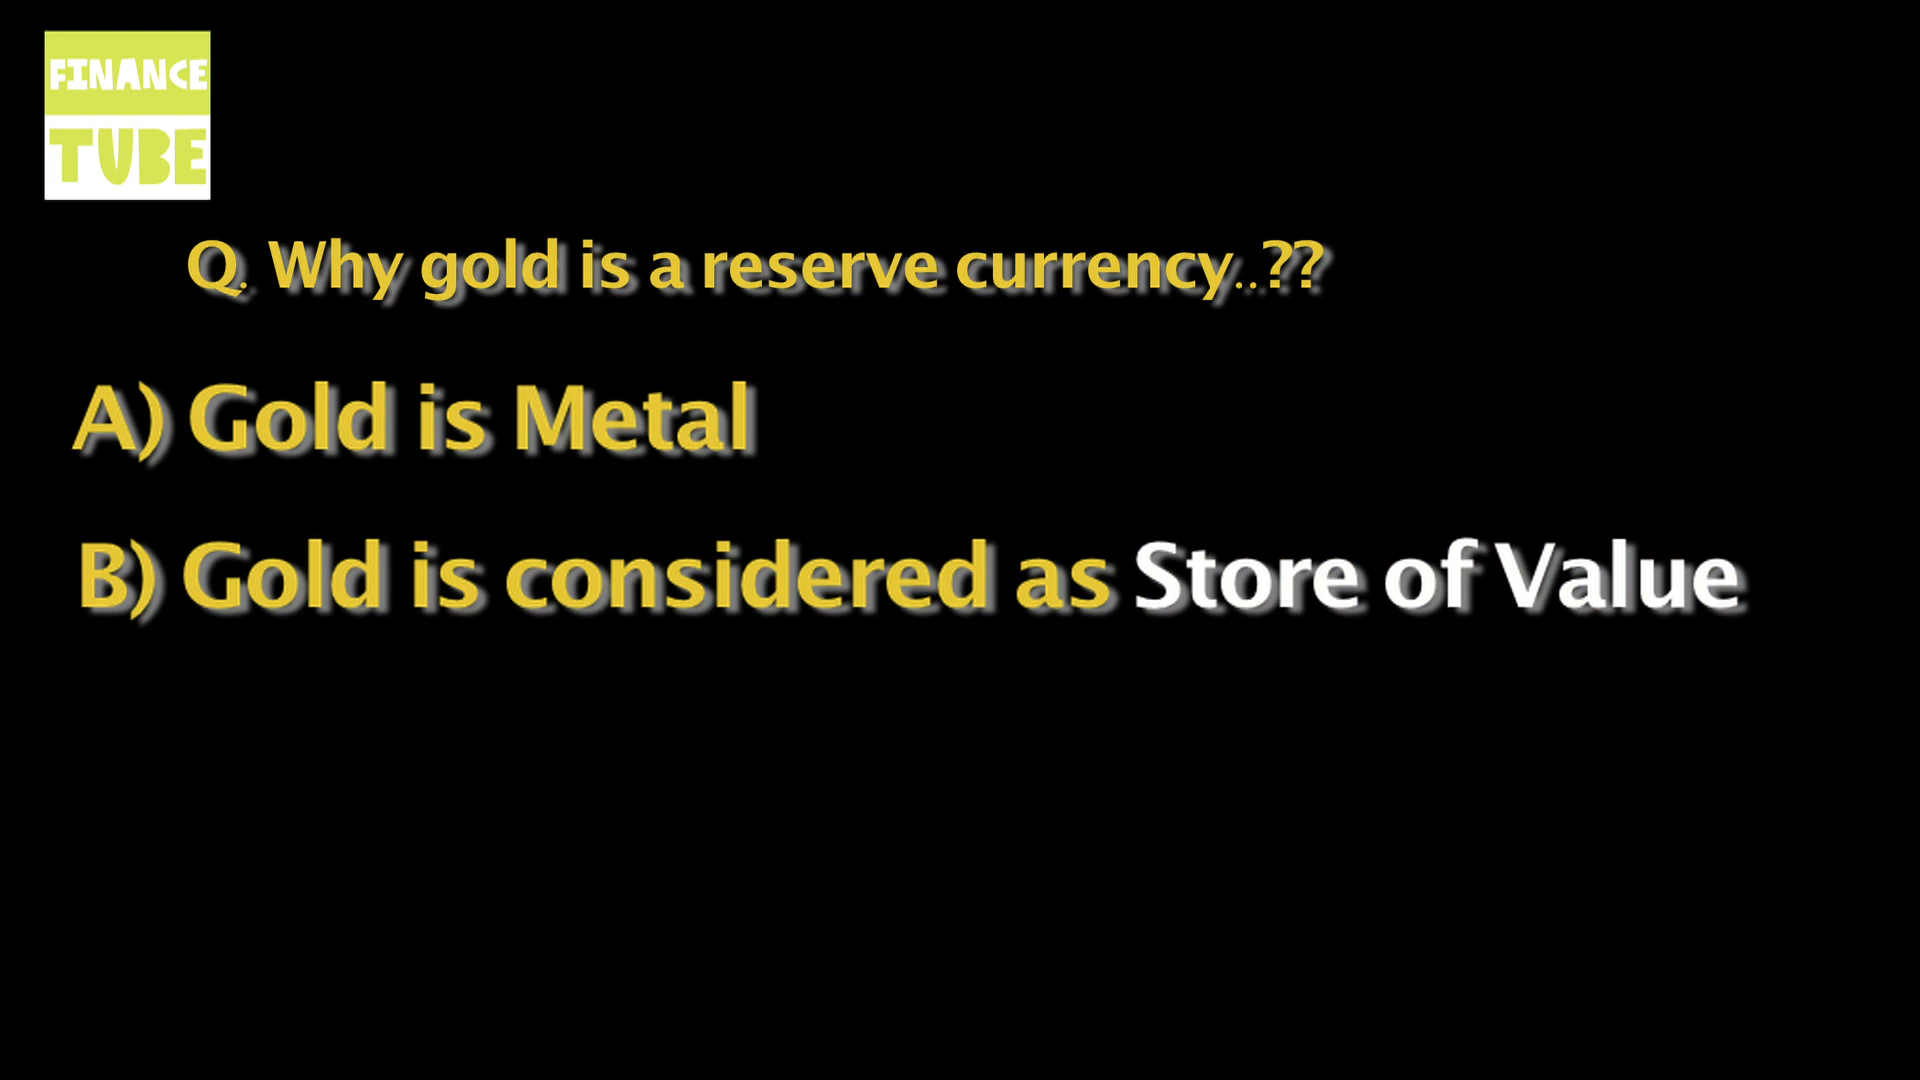 FINANCE
TUBE
Q. Why gold is a reserve currency..??
A) Gold is Metal
B) Gold is considered as Store of Value